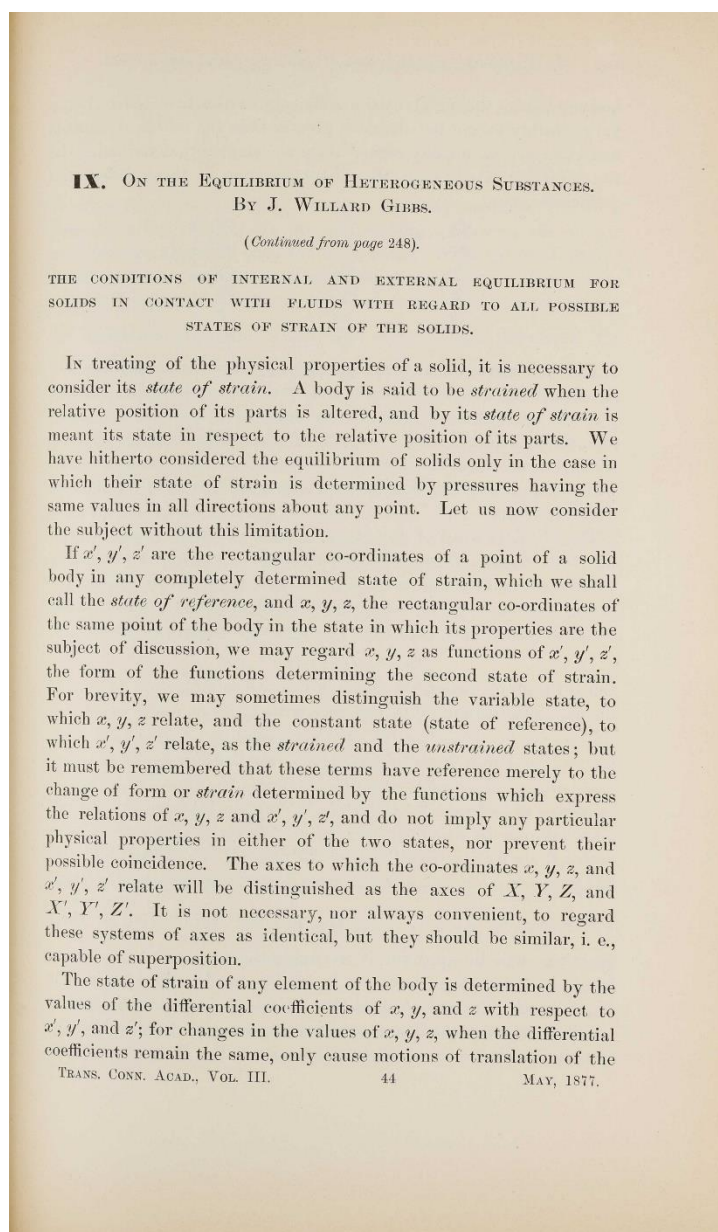 IX. On the Equilibrium of Heterogeneous Substances.
By J. Willard Gibbs.
(Continued from page 248).
THE CONDITIONS OF INTERNAL AND EXTERNAL EQUILIBRIUM FOR
SOLIDS IN CONTACT WITH FLUIDS WITH REGARD TO ALL POSSIBLE
STATES OF STRAIN OF THE SOLIDS.
In treating of the physical properties of a solid, it is necessary to
consider its state of strain. A body is said to be strained when the
relative position of its parts is altered, and by its state of strain is
meant its state in respect to the relative position of its parts. We
have hitherto considered the equilibrium of solids only in the case in
which their state of strain is determined by pressures having the
same values in all directions about any point. Let us now consider
the subject without this limitation.
If x′, y′, z′ are the rectangular co-ordinates of a point of a solid
body in any completely determined state of strain, which we shall
call the state of reference, and x, y, z, the rectangular co-ordinates of
the same point of the body in the state in which its properties are the
subject of discussion, we may regard x, y, z as functions of x′, y′, z′,
the form of the functions determining the second state of strain.
For brevity, we may sometimes distinguish the variable state, to
which x, y, z relate, and the constant state (state of reference), to
which x′, y′, z′ relate, as the strained and the unstrained states; but
it must be remembered that these terms have reference merely to the
change of form or strain determined by the functions which express
the relations of x, y, z and x′, y′, z′, and do not imply any particular
physical properties in either of the two states, nor prevent their
possible coincidence. The axes to which the co-ordinates x, y, z, and
x′, y′, z′ relate will be distinguished as the axes of X, Y, Z, and
X′, Y′, Z′. It is not necessary, nor always convenient, to regard
these systems of axes as identical, but they should be similar, i. e.,
capable of superposition.
The state of strain of any element of the body is determined by the
values of the differential coefficients of x, y, and z with respect to
x′, y′, and z′; for changes in the values of x, y, z, when the differential
coefficients remain the same, only cause motions of translation of the
Trans. Conn. Acad., Vol. III. 44 May, 1877.